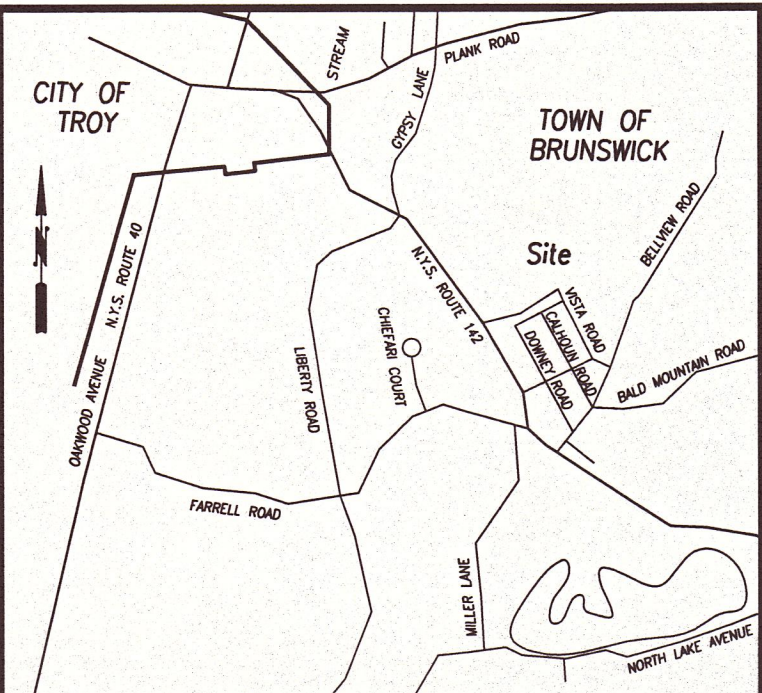 STREAM
PLANK ROAD
GYPSY LANE
CITY OF
TROY
TOWN OF
BRUNSWICK
BELLVIEW ROAD
N
N.Y.S. ROUTE 40
N.Y.S. ROUTE 142
Site
VISTA ROAD
CALHOUN ROAD
DOWNEY ROAD
CHIEFARI COURT
LIBERTY ROAD
BALD MOUNTAIN ROAD
OAKWOOD AVENUE
FARRELL ROAD
MILLER LANE
NORTH LAKE AVENUE